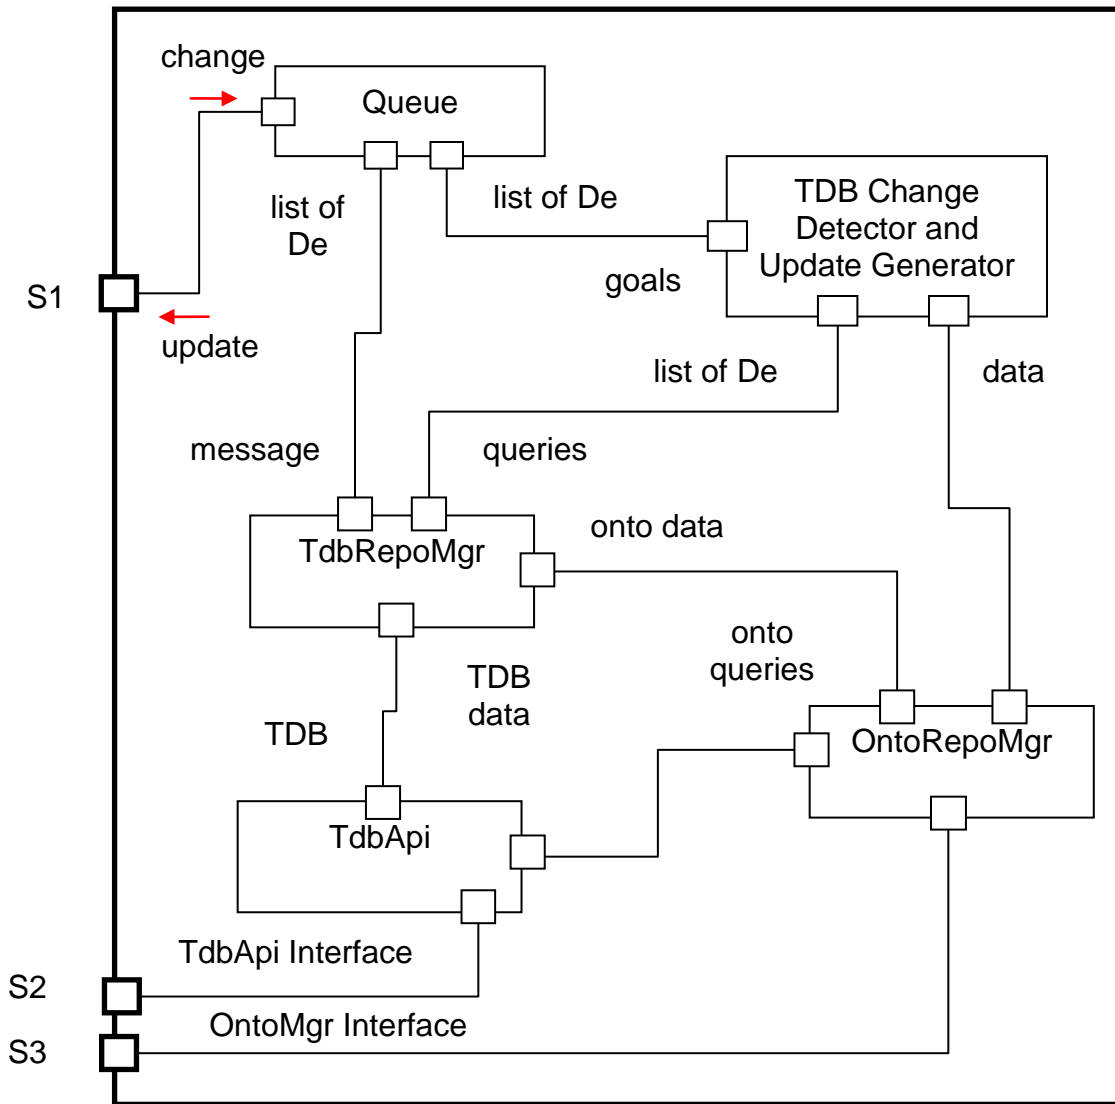 change
Queue
list of
De
list of De
TDB Change
Detector and
Update Generator
goals
S1
update
list of De
data
message
queries
onto data
TdbRepoMgr
onto
queries
TDB
data
TDB
OntoRepoMgr
TdbApi
TdbApi Interface
S2
OntoMgr Interface
S3